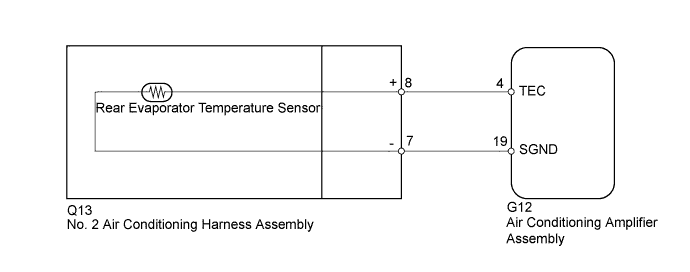 + 8 4 TEC
Rear Evaporator Temperature Sensor
- 7 19 SGND
Q13
No. 2 Air Conditioning Harness Assembly
G12
Air Conditioning Amplifier
Assembly